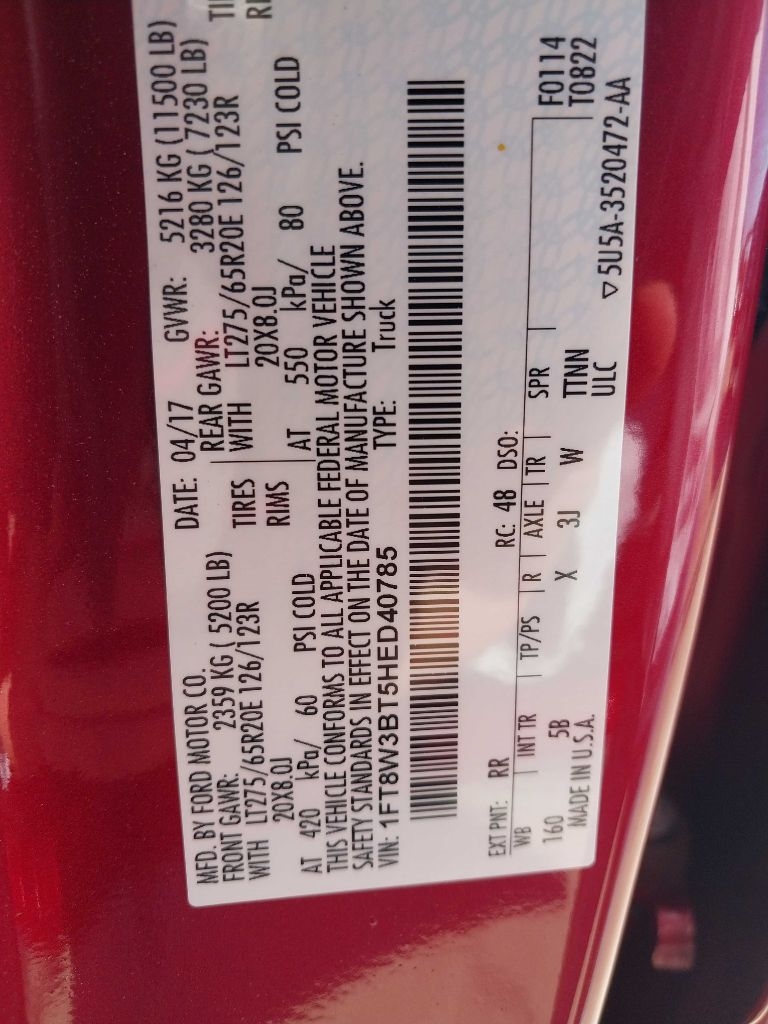 MFD. BY FORD MOTOR CO.
DATE: 04/17 GVWR: 5216 KG (11500 LB)
FRONT GAWR: 2359 KG ( 5200 LB) REAR GAWR: 3280 KG ( 7230 LB)
WITH LT275/65R20E 126/123R TIRES WITH LT275/65R20E 126/123R
20X8.0J RIMS 20X8.0J
AT 420 kPa/ 60 PSI COLD AT 550 kPa/ 80 PSI COLD
THIS VEHICLE CONFORMS TO ALL APPLICABLE FEDERAL MOTOR VEHICLE
SAFETY STANDARDS IN EFFECT ON THE DATE OF MANUFACTURE SHOWN ABOVE.
VIN: 1FT8W3BT5HED40785 TYPE: Truck
EXT PNT: RR RC: 48 DSO:
WB INT TR TP/PS R AXLE TR SPR F0114
T0822
160 5B X 3J W TTNN
MADE IN U.S.A. ULC
▽5U5A-3520472-AA